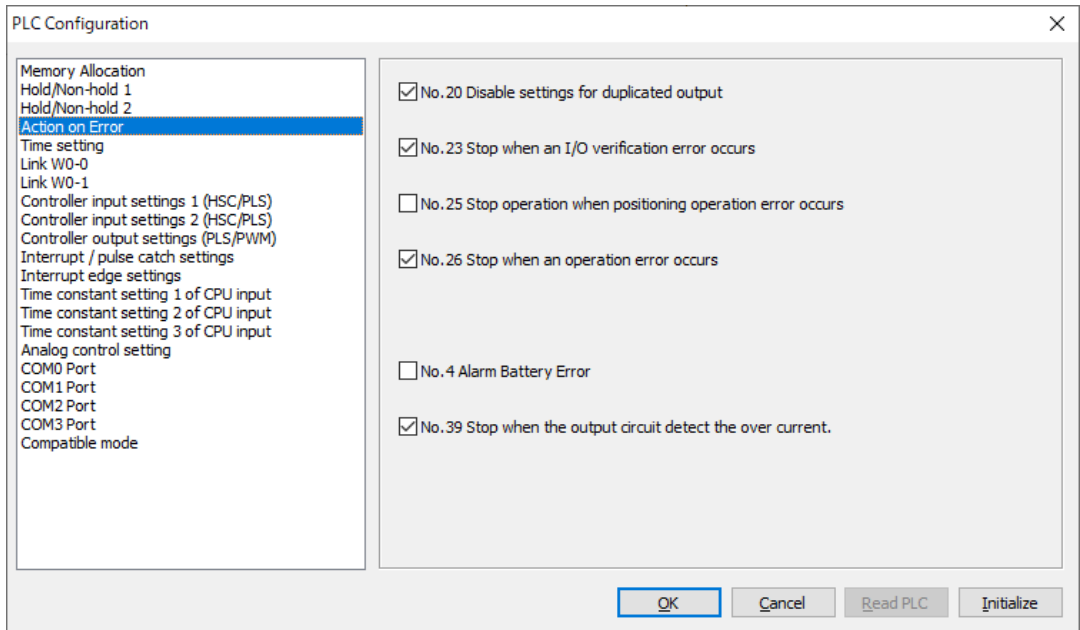 PLC Configuration
Memory Allocation
Hold/Non-hold 1
Hold/Non-hold 2
Action on Error
Time setting
Link W0-0
Link W0-1
Controller input settings 1 (HSC/PLS)
Controller input settings 2 (HSC/PLS)
Controller output settings (PLS/PWM)
Interrupt / pulse catch settings
Interrupt edge settings
Time constant setting 1 of CPU input
Time constant setting 2 of CPU input
Time constant setting 3 of CPU input
Analog control setting
COM0 Port
COM1 Port
COM2 Port
COM3 Port
Compatible mode
No.20 Disable settings for duplicated output
No.23 Stop when an I/O verification error occurs
No.25 Stop operation when positioning operation error occurs
No.26 Stop when an operation error occurs
No.4 Alarm Battery Error
No.39 Stop when the output circuit detect the over current.
OK Cancel Read PLC Initialize